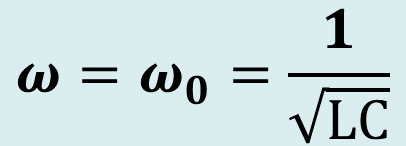 ω = ω₀ = 1/√LC